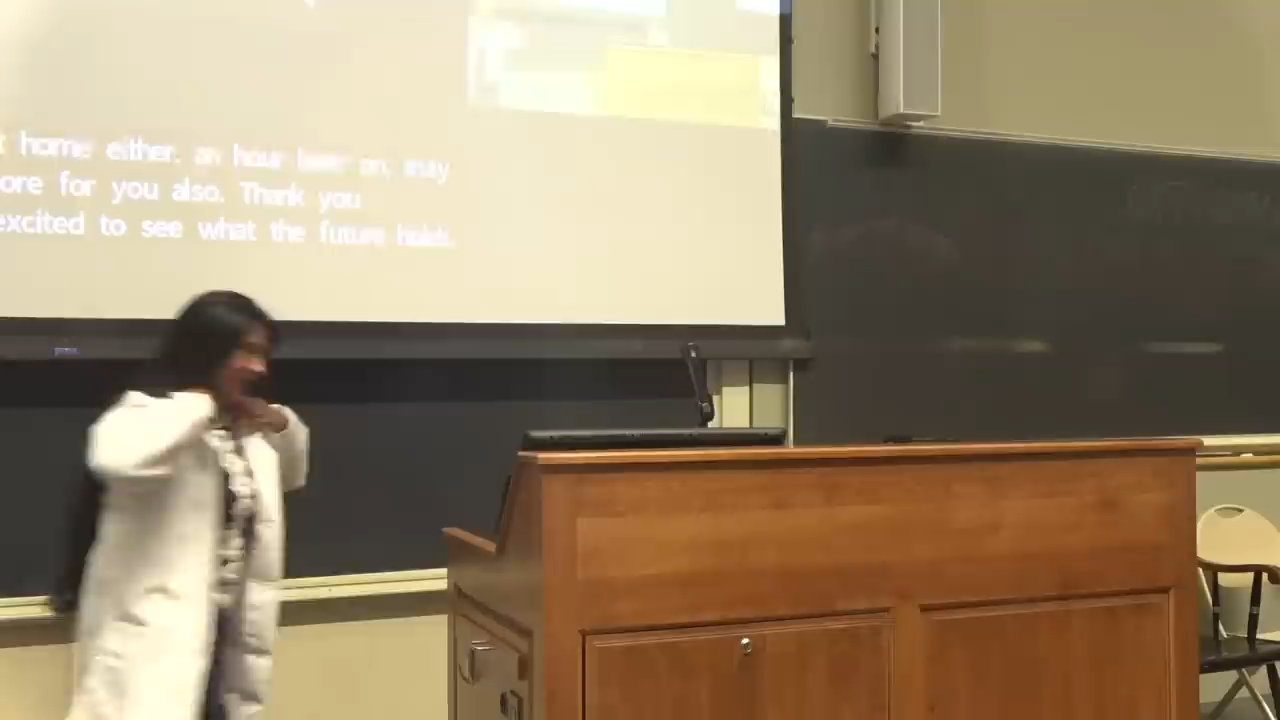 home either. an hour later on, may
ore for you also. Thank you
excited to see what the future holds.